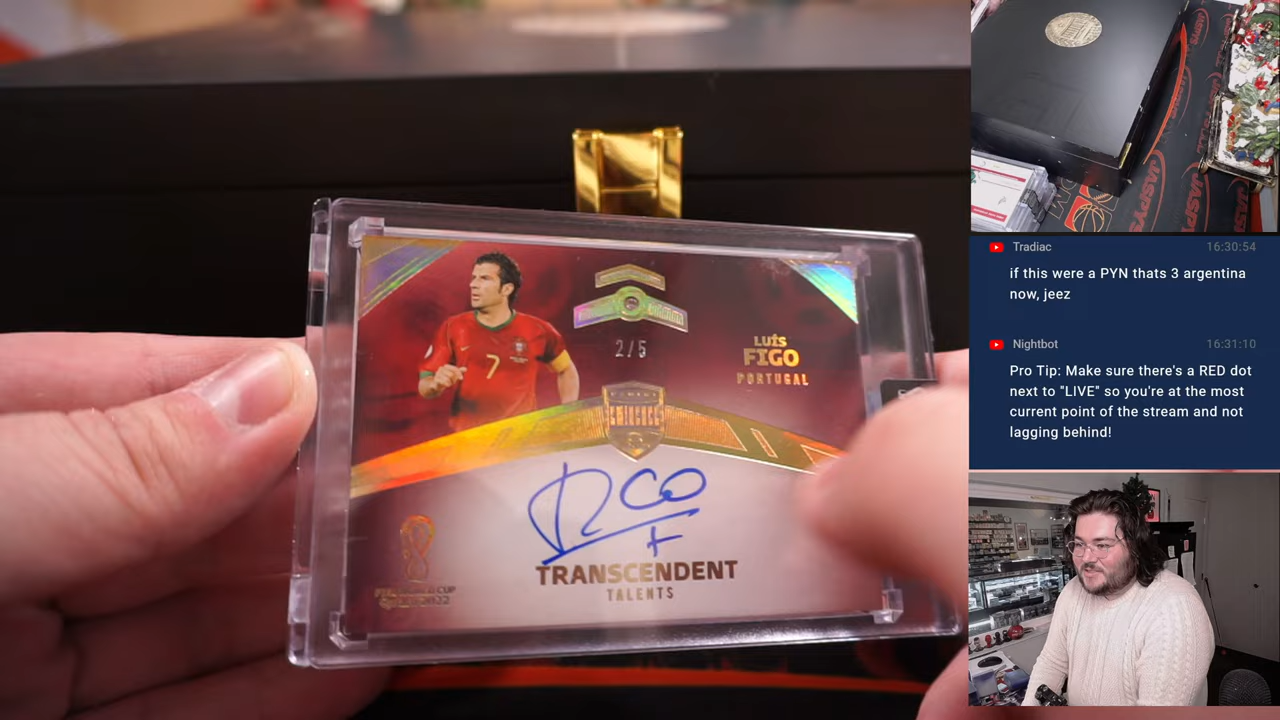 LUÍS
FIGO
PORTUGAL
2/5
7
TRANSCENDENT
TALENTS
Tradiac 16:30:54
if this were a PYN thats 3 argentina
now, jeez
Nightbot 16:31:10
Pro Tip: Make sure there's a RED dot
next to "LIVE" so you're at the most
current point of the stream and not
lagging behind!
JASPY'S